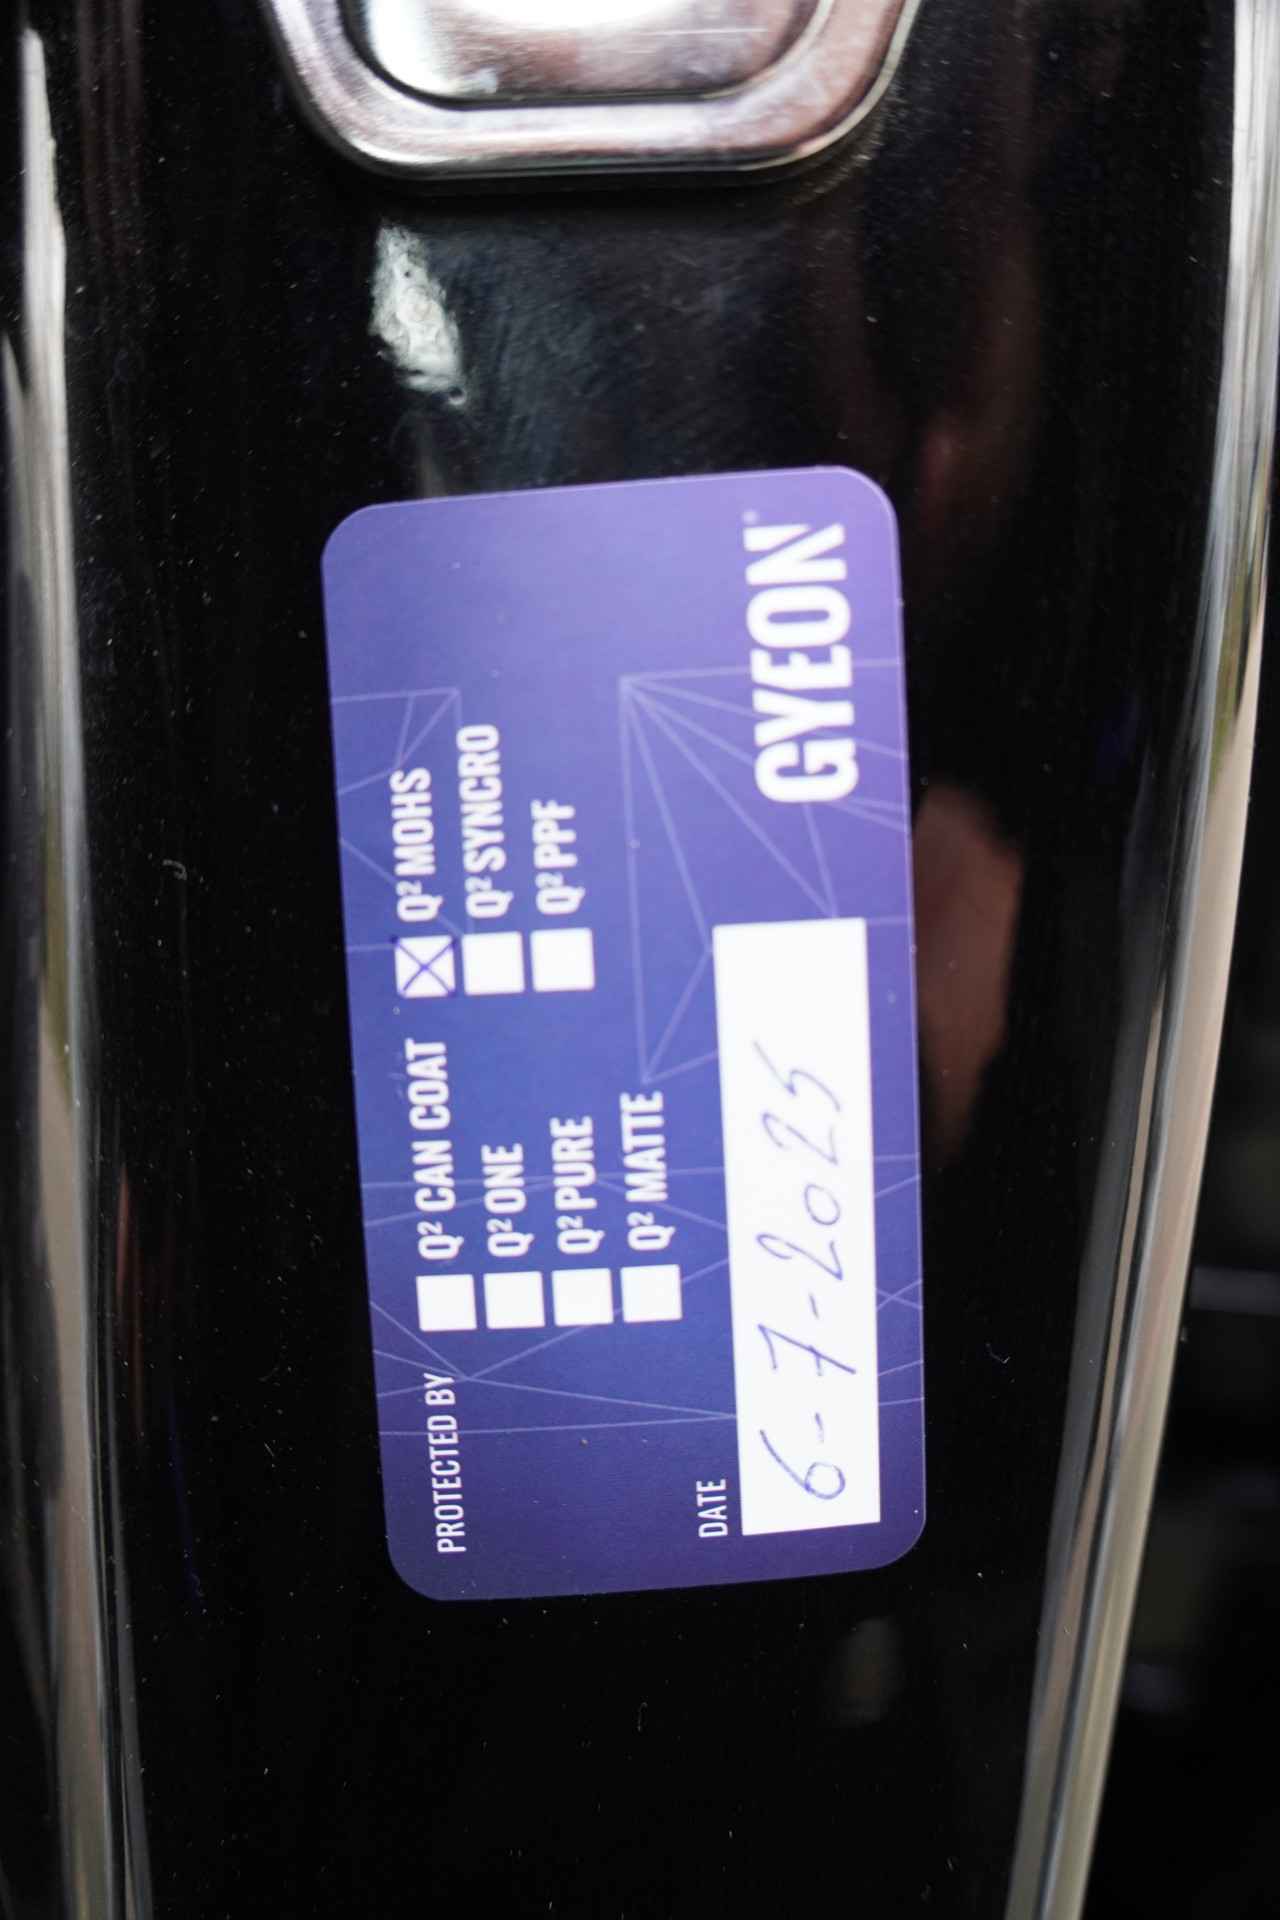 PROTECTED BY
Q² CAN COAT
Q² ONE
Q² PURE
Q² MATTE
Q² MOHS
Q² SYNCRO
Q² PPF
DATE
6-7-2025
GYEON®